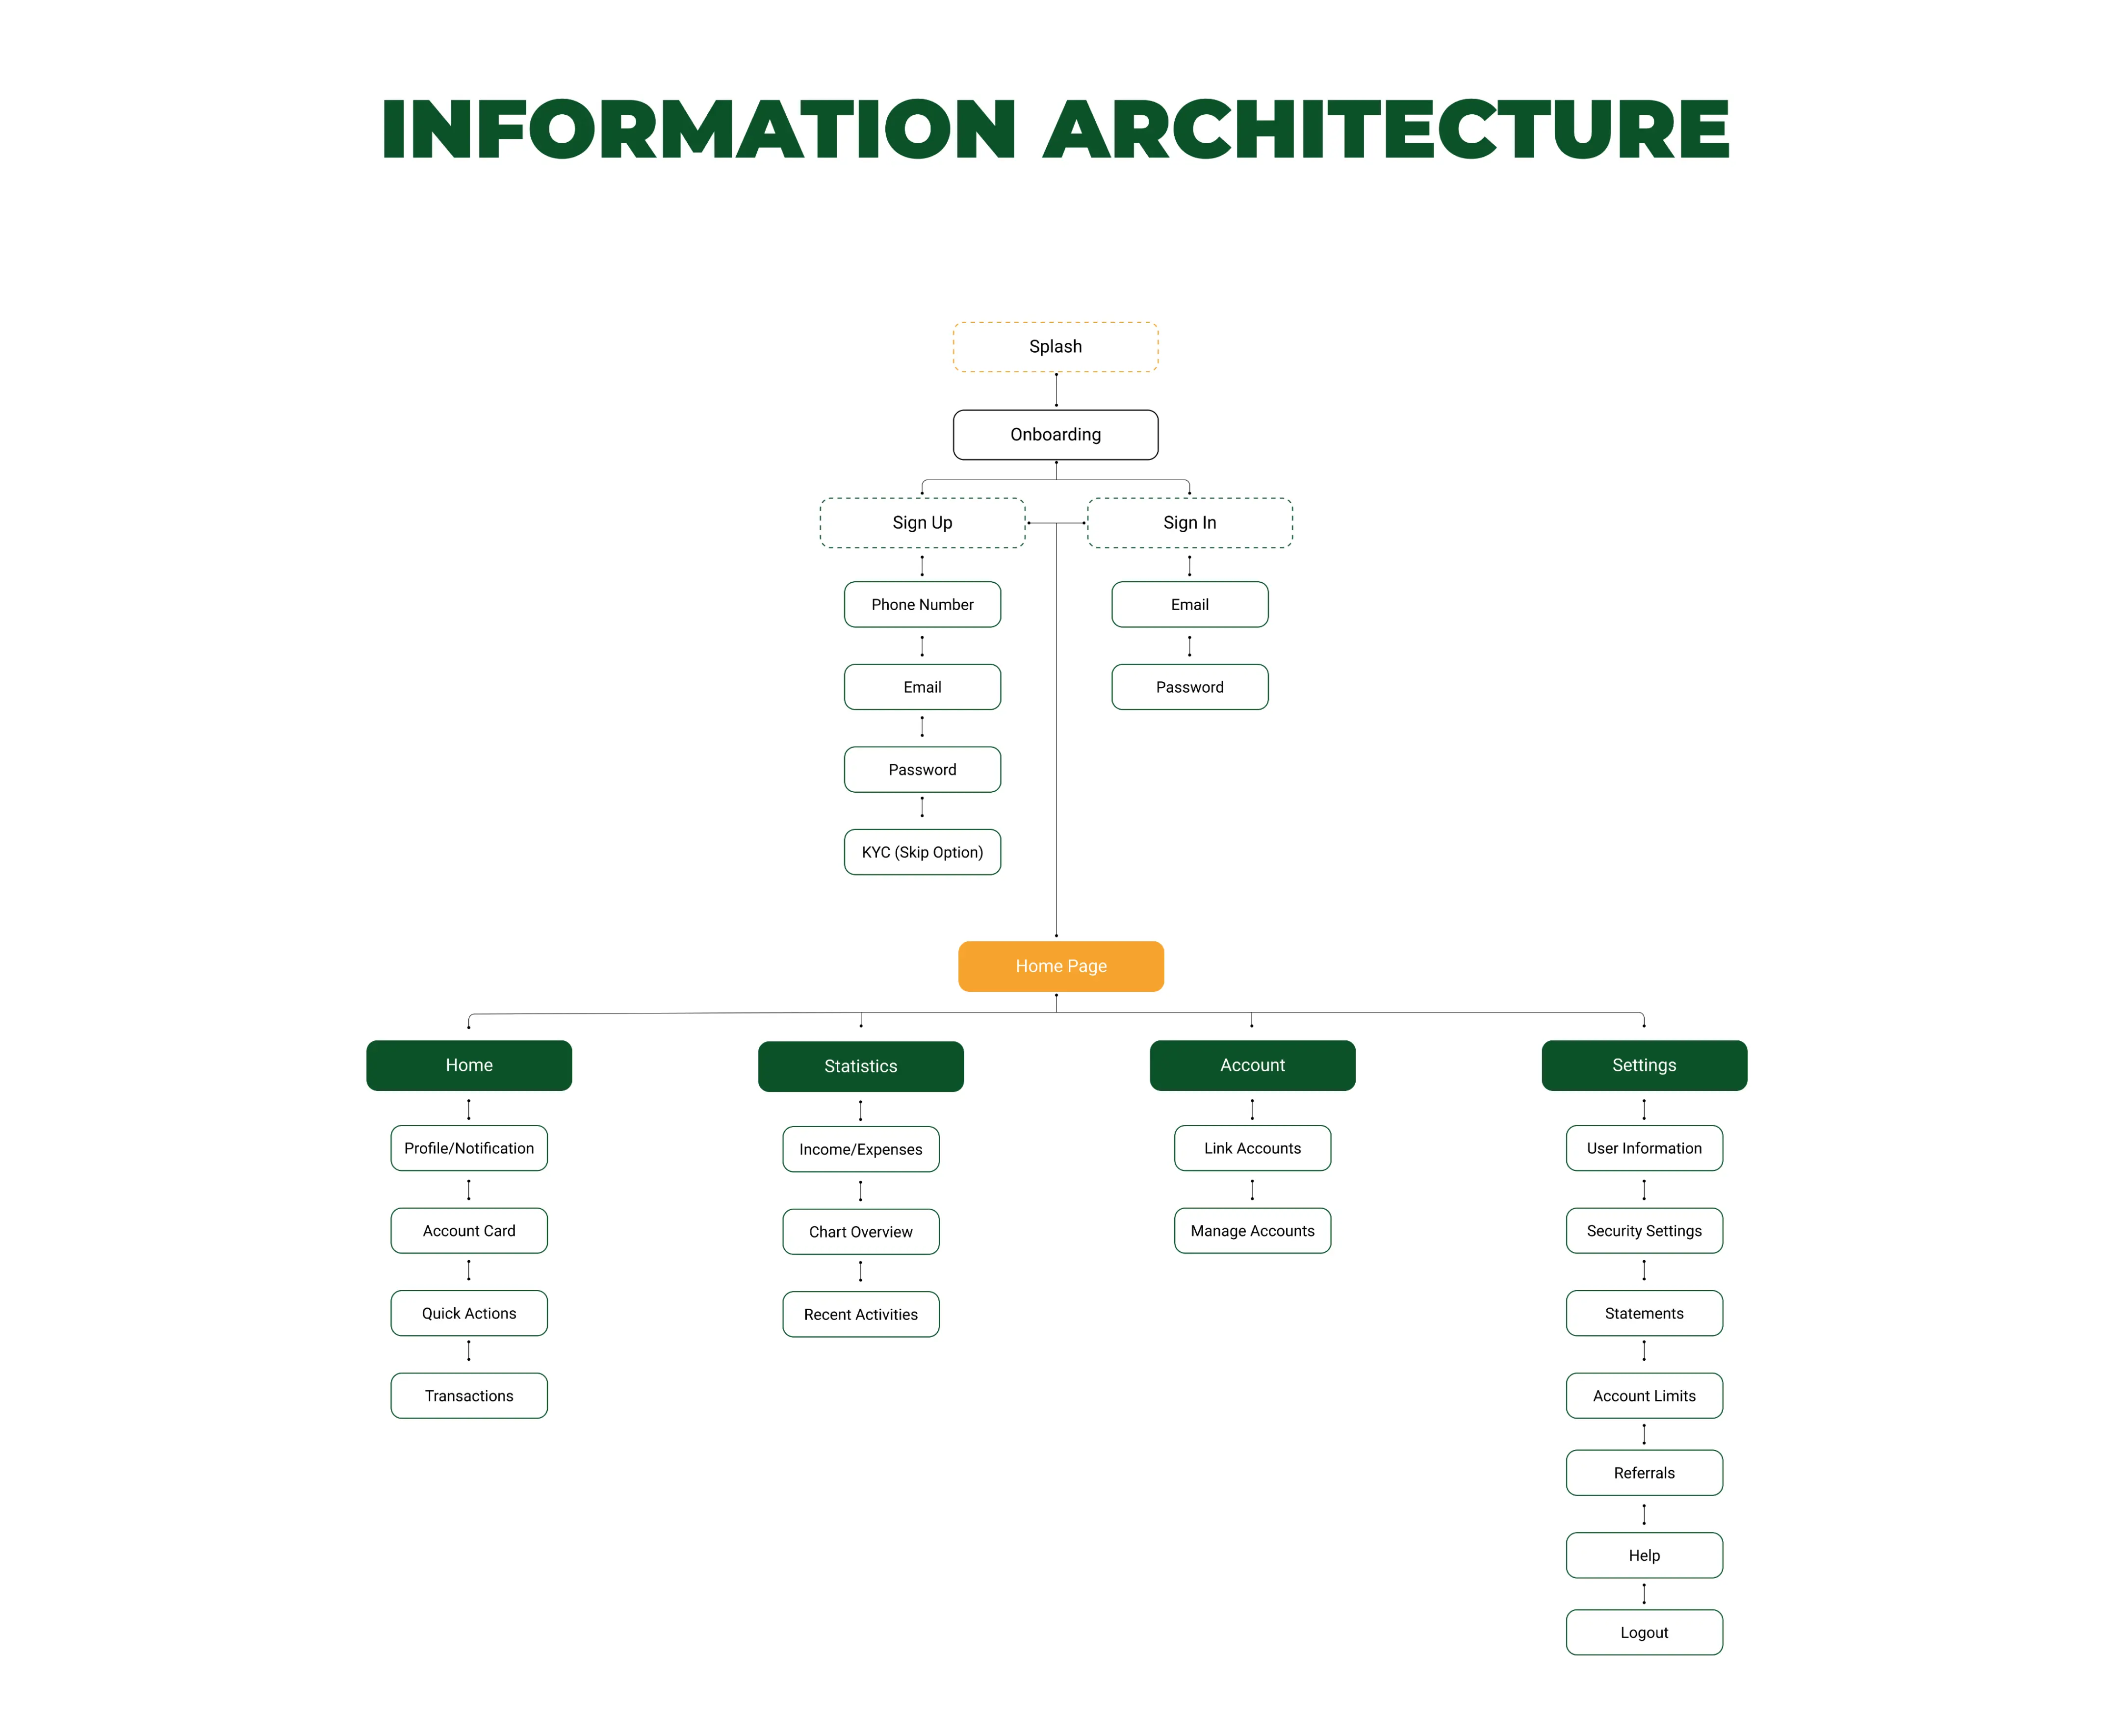 INFORMATION ARCHITECTURE
Splash
Onboarding
Sign Up
Sign In
Phone Number
Email
Email
Password
Password
KYC (Skip Option)
Home Page
Home
Statistics
Account
Settings
Profile/Notification
Income/Expenses
Link Accounts
User Information
Account Card
Chart Overview
Manage Accounts
Security Settings
Quick Actions
Recent Activities
Statements
Transactions
Account Limits
Referrals
Help
Logout